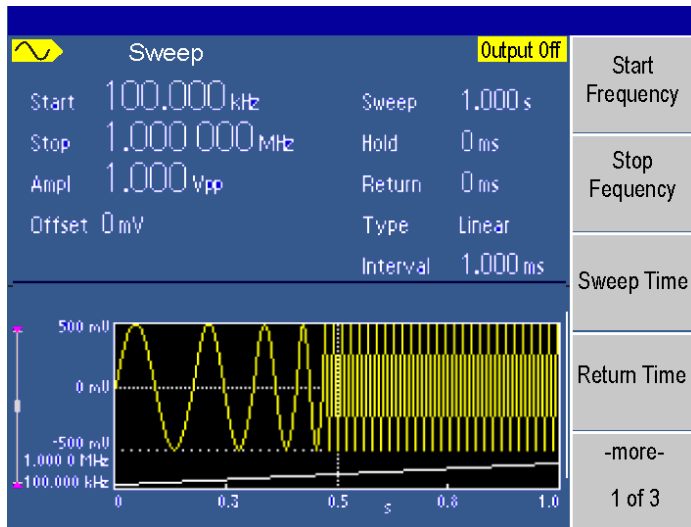 Sweep
Output Off
Start 100.000 kHz
Sweep 1.000 s
Stop 1.000 000 MHz
Hold 0 ms
Ampl 1.000 Vpp
Return 0 ms
Offset 0 mV
Type Linear
Interval 1.000 ms
500 mU
0 mU
-500 mU
1.000 0 MHz
100.000 kHz
0 0.3 0.5 0.8 1.0
s
Start
Frequency
Stop
Fequency
Sweep Time
Return Time
-more-
1 of 3